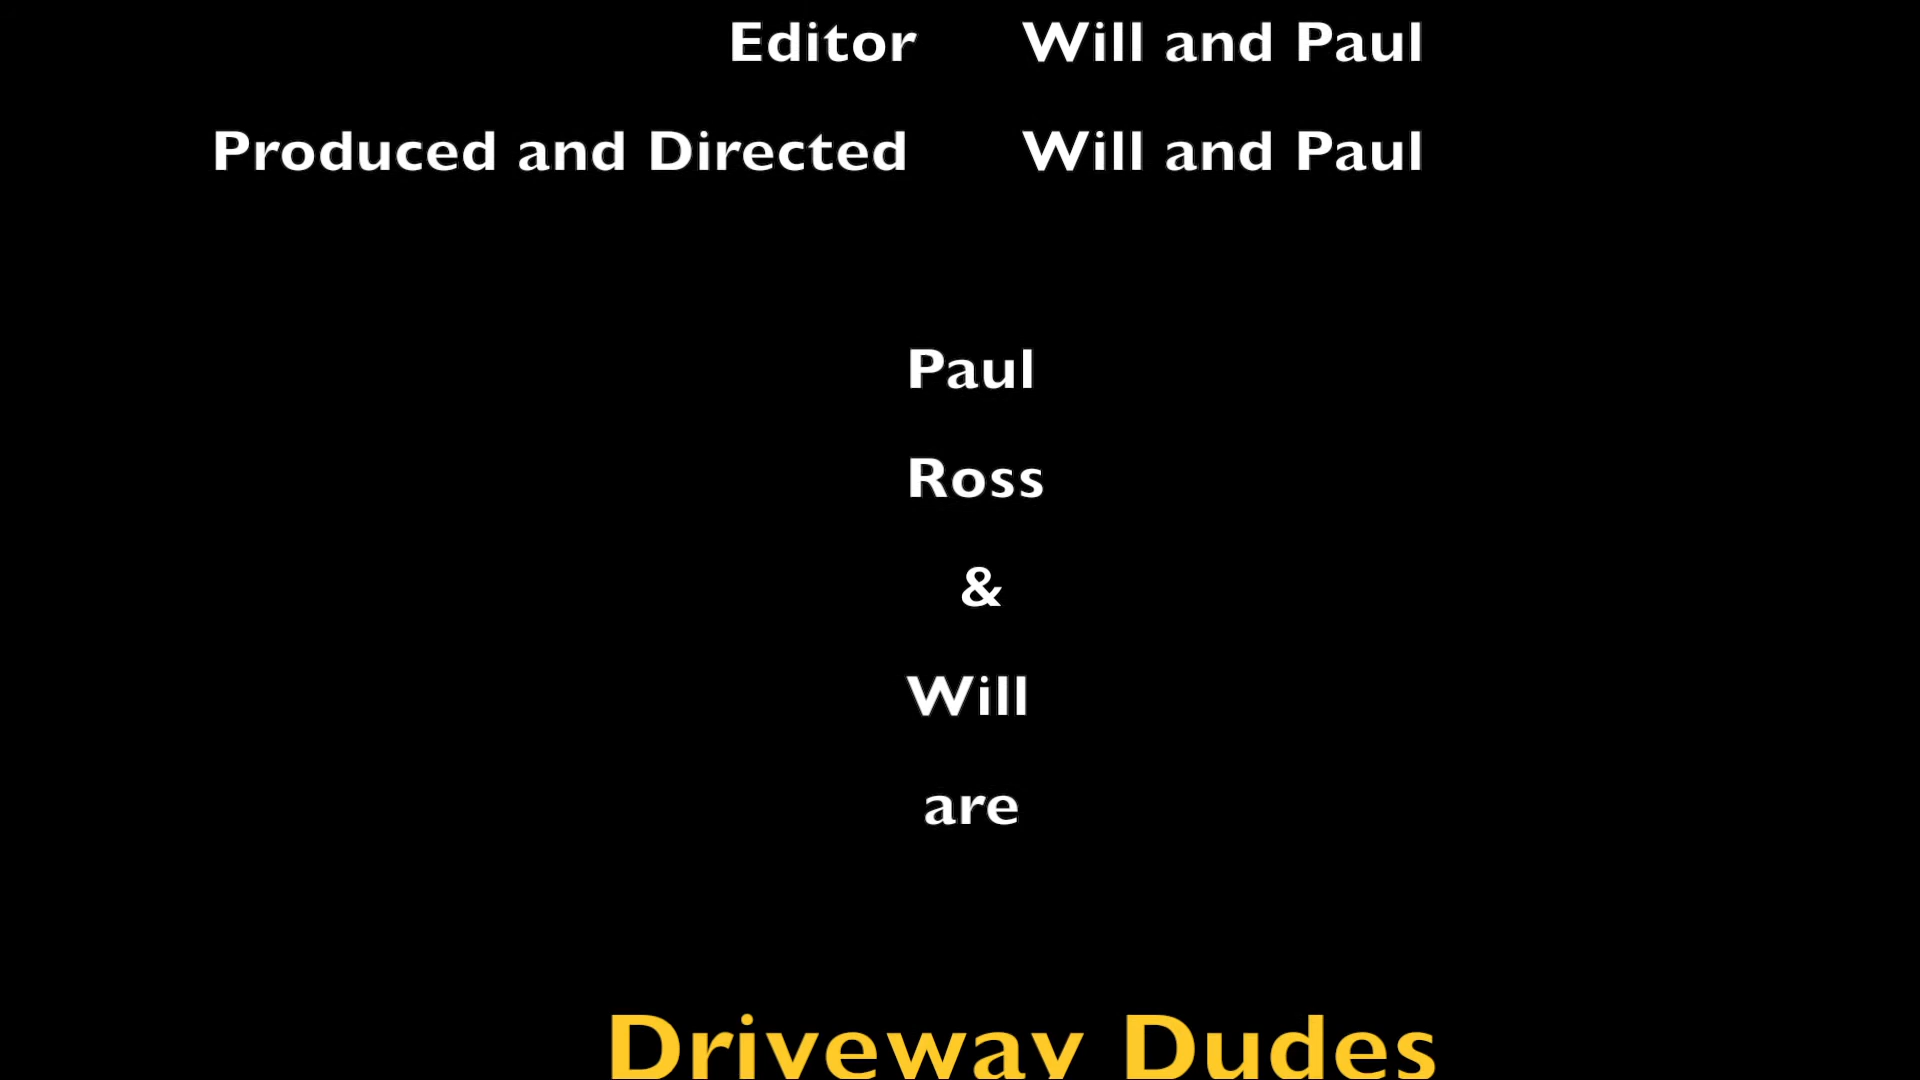 Editor Will and Paul
Produced and Directed Will and Paul
Paul
Ross
&
Will
are
Driveway Dudes